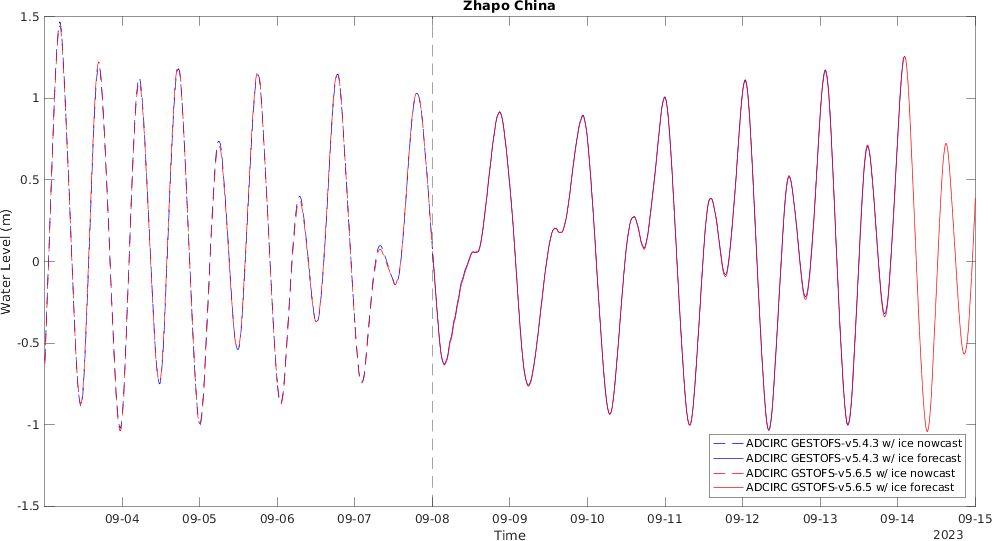 Zhapo China
1.5
1
0.5
0
-0.5
-1
-1.5
Water Level (m)
ADCIRC GESTOFS-v5.4.3 w/ ice nowcast
ADCIRC GESTOFS-v5.4.3 w/ ice forecast
ADCIRC GSTOFS-v5.6.5 w/ ice nowcast
ADCIRC GSTOFS-v5.6.5 w/ ice forecast
09-04 09-05 09-06 09-07 09-08 09-09 09-10 09-11 09-12 09-13 09-14 09-15
Time
2023